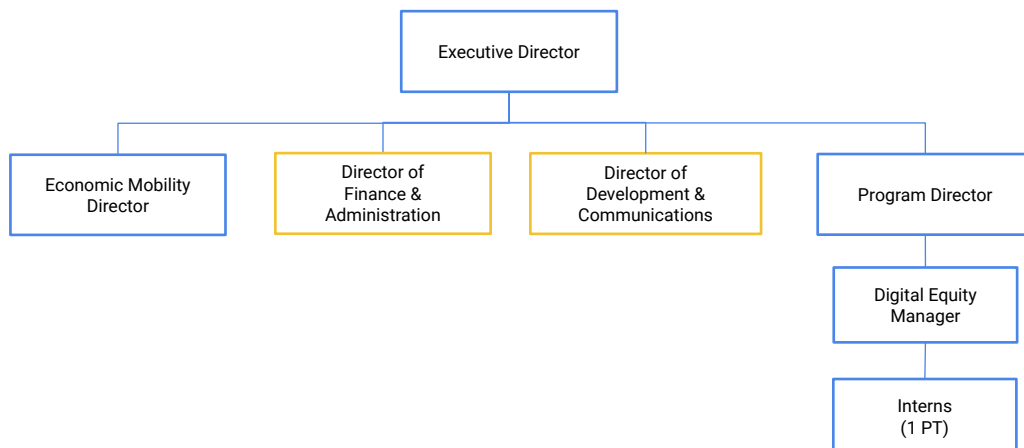 Executive Director
Economic Mobility
Director
Director of
Finance &
Administration
Director of
Development &
Communications
Program Director
Digital Equity
Manager
Interns
(1 PT)